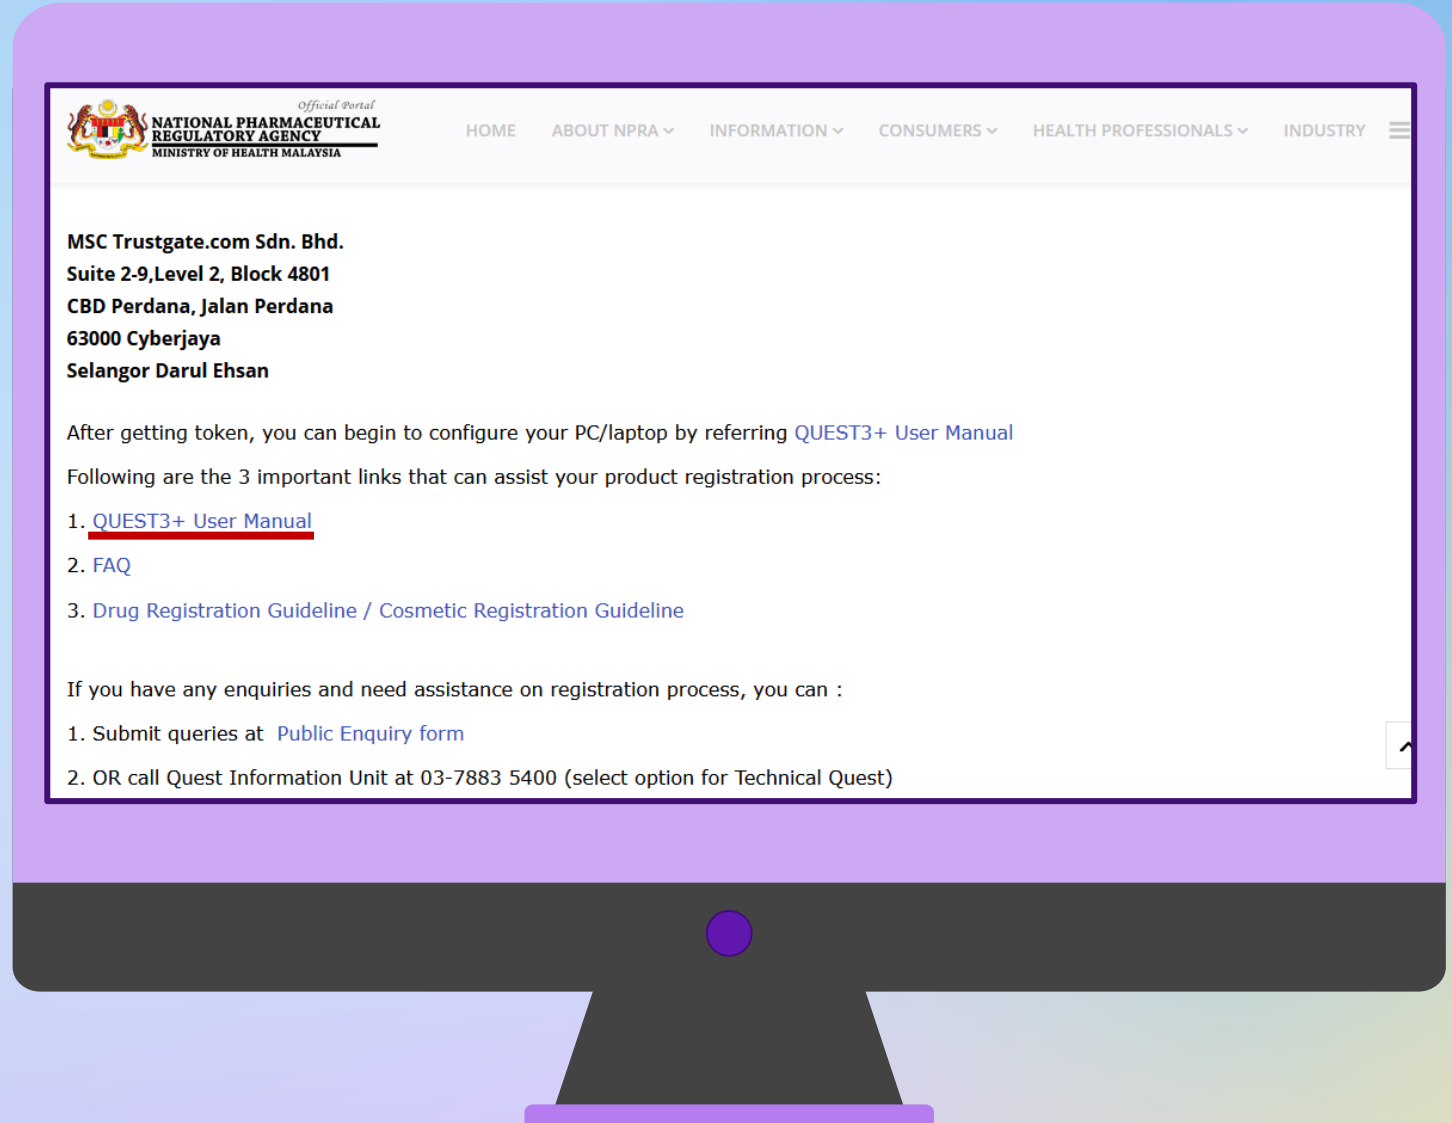 Official Portal
NATIONAL PHARMACEUTICAL
REGULATORY AGENCY
MINISTRY OF HEALTH MALAYSIA
HOME ABOUT NPRA INFORMATION CONSUMERS HEALTH PROFESSIONALS INDUSTRY
MSC Trustgate.com Sdn. Bhd.
Suite 2-9,Level 2, Block 4801
CBD Perdana, Jalan Perdana
63000 Cyberjaya
Selangor Darul Ehsan
After getting token, you can begin to configure your PC/laptop by referring QUEST3+ User Manual
Following are the 3 important links that can assist your product registration process:
1. QUEST3+ User Manual
2. FAQ
3. Drug Registration Guideline / Cosmetic Registration Guideline
If you have any enquiries and need assistance on registration process, you can :
1. Submit queries at Public Enquiry form
2. OR call Quest Information Unit at 03-7883 5400 (select option for Technical Quest)